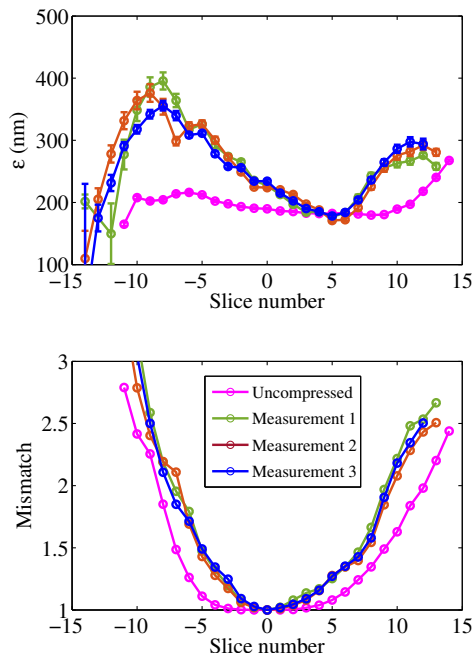 500
400
300
200
100
ε (nm)
−15 −10 −5 0 5 10 15
Slice number
3
2.5
2
1.5
1
Mismatch
Uncompressed
Measurement 1
Measurement 2
Measurement 3
−15 −10 −5 0 5 10 15
Slice number